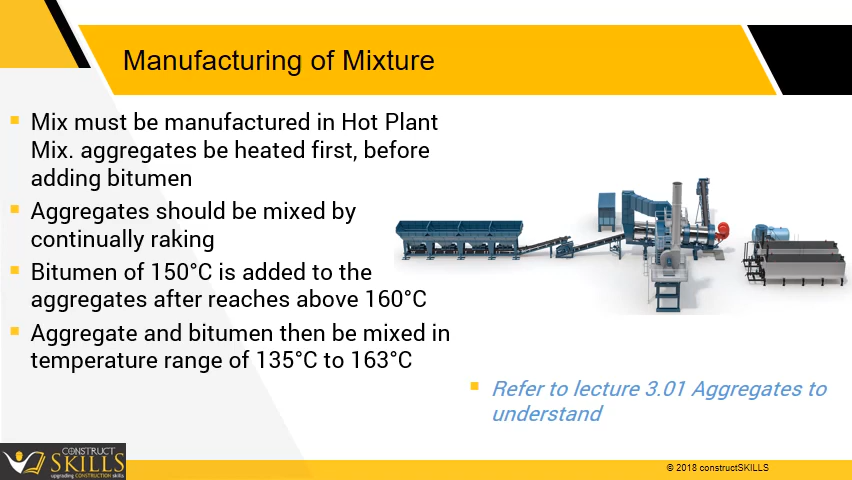 Manufacturing of Mixture
Mix must be manufactured in Hot Plant
Mix. aggregates be heated first, before
adding bitumen
Aggregates should be mixed by
continually raking
Bitumen of 150°C is added to the
aggregates after reaches above 160°C
Aggregate and bitumen then be mixed in
temperature range of 135°C to 163°C
Refer to lecture 3.01 Aggregates to
understand
CONSTRUCT
SKILLS
upgrading CONSTRUCTION skills
© 2018 constructSKILLS